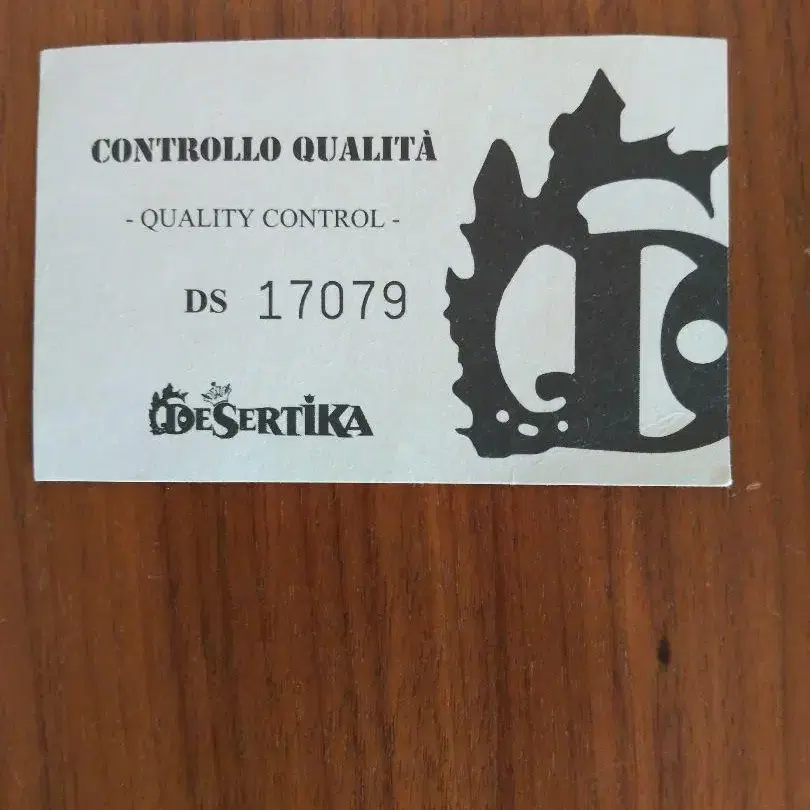 CONTROLLO QUALITÀ
- QUALITY CONTROL -
DS 17079
DESERTIKA